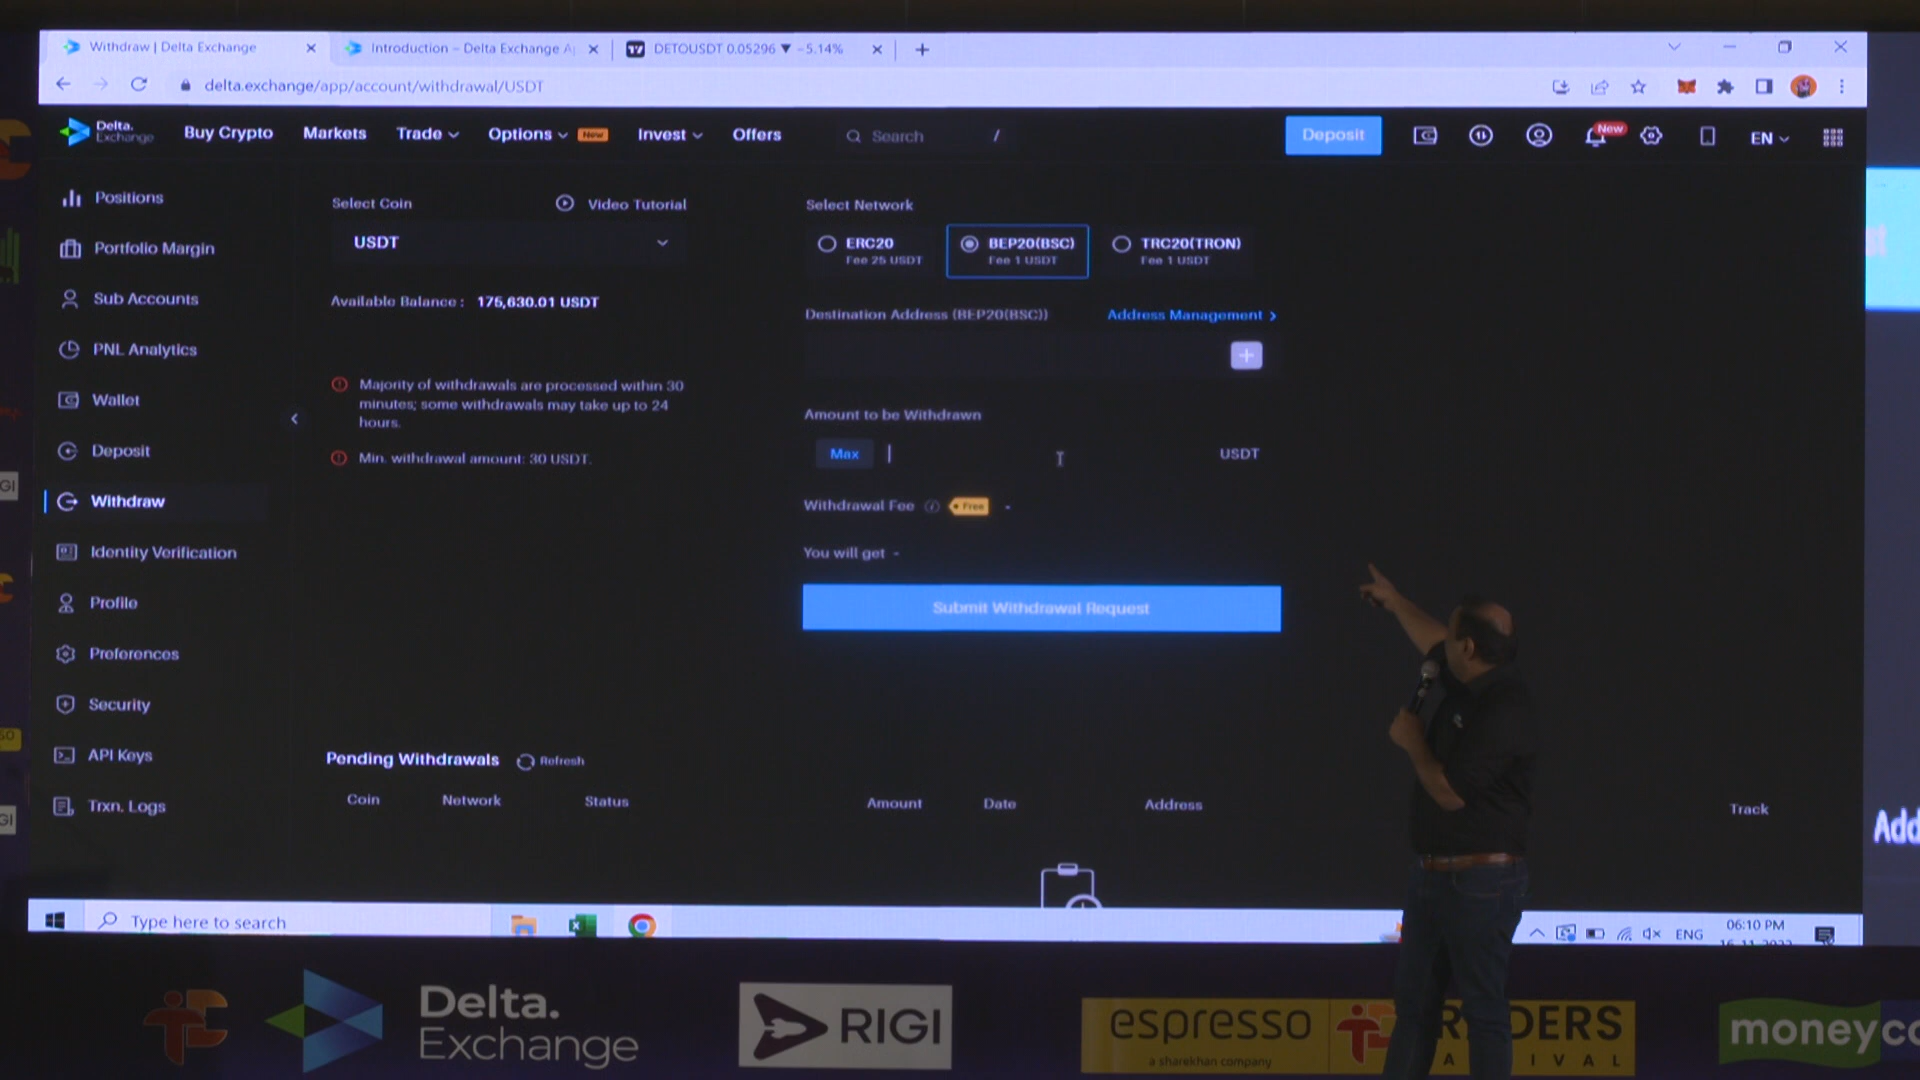 Withdraw | Delta Exchange
Introduction – Delta Exchange A
DETOUSDT 0.05296 ▼ −5.14%
delta.exchange/app/account/withdrawal/USDT
Delta.
Exchange
Buy Crypto
Markets
Trade
Options
New
Invest
Offers
Search
/
Deposit
New
EN
Positions
Portfolio Margin
Sub Accounts
PNL Analytics
Wallet
Deposit
Withdraw
Identity Verification
Profile
Preferences
Security
API Keys
Trxn. Logs
Select Coin
Video Tutorial
USDT
Available Balance : 175,630.01 USDT
Majority of withdrawals are processed within 30
minutes; some withdrawals may take up to 24
hours.
Min. withdrawal amount: 30 USDT.
Select Network
ERC20
Fee 25 USDT
BEP20(BSC)
Fee 1 USDT
TRC20(TRON)
Fee 1 USDT
Destination Address (BEP20(BSC))
Address Management >
Amount to be Withdrawn
Max
USDT
Withdrawal Fee
Free
-
You will get -
Submit Withdrawal Request
Pending Withdrawals
Refresh
Coin
Network
Status
Amount
Date
Address
Track
Add
Type here to search
ENG
06:10 PM
Delta.
Exchange
RIGI
espresso
a sharekhan company
moneyco